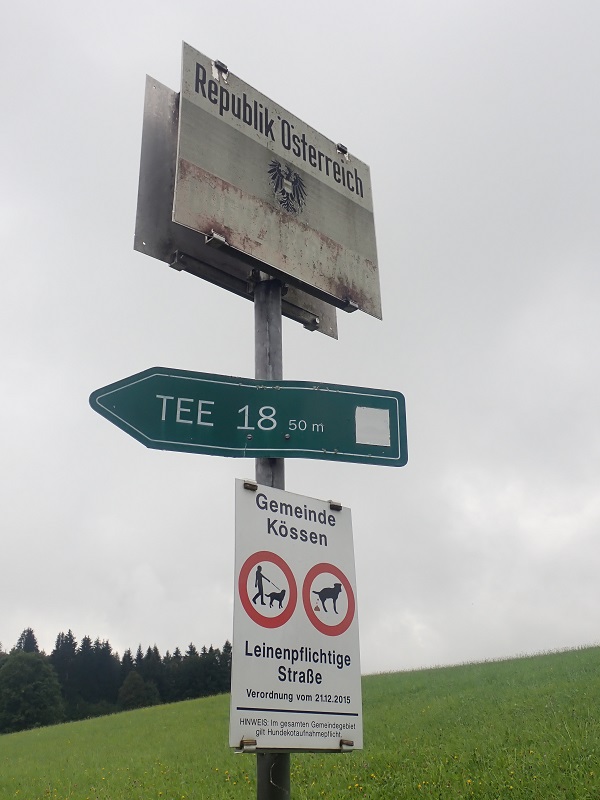 Republik Österreich
TEE 18 50 m
Gemeinde
Kössen
Leinenpflichtige
Straße
Verordnung vom 21.12.2015
HINWEIS: Im gesamten Gemeindegebiet
gilt Hundekotaufnahmepflicht.